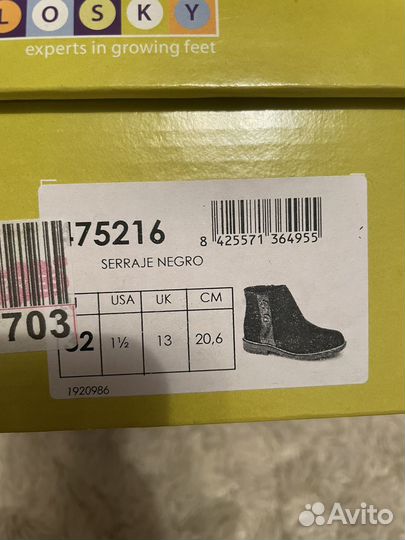 LOSKY
experts in growing feet
475216
SERRAJE NEGRO
8 425571 364955
USA UK CM
1½ 13 20,6
1920986
703
Avito